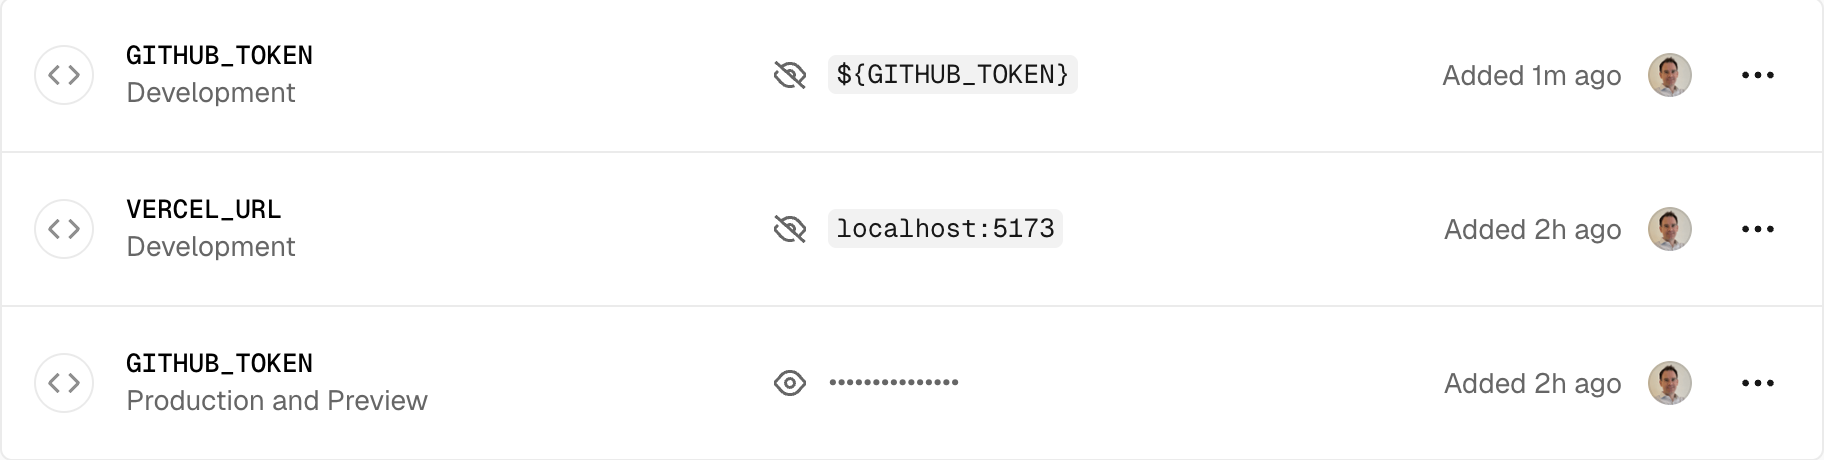 GITHUB_TOKEN
Development
${GITHUB_TOKEN}
Added 1m ago
VERCEL_URL
Development
localhost:5173
Added 2h ago
GITHUB_TOKEN
Production and Preview
•••••••••••••••
Added 2h ago